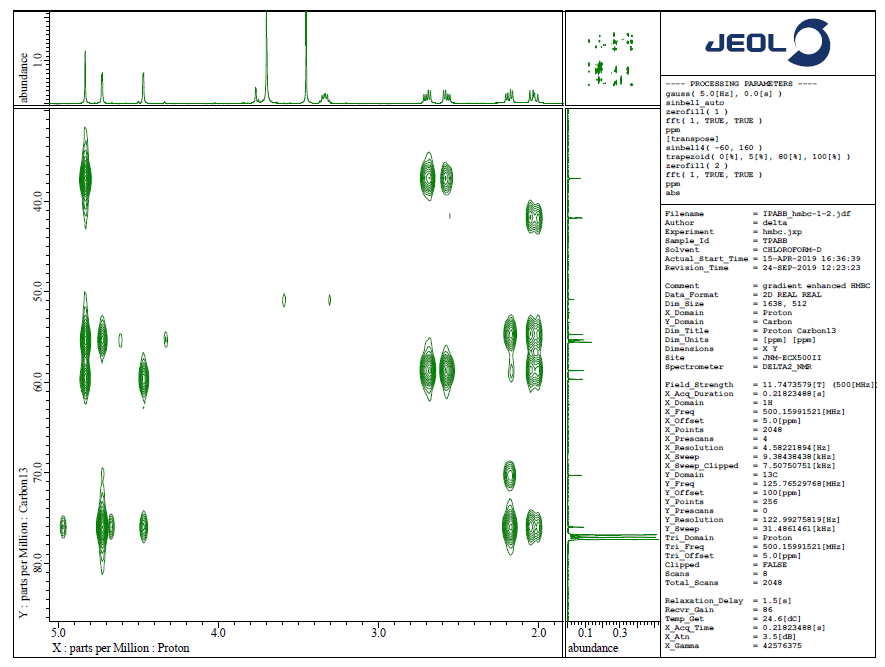 abundance
1.0
40.0
50.0
60.0
70.0
80.0
Y : parts per Million : Carbon13
5.0 4.0 3.0 2.0
X : parts per Million : Proton
0.1 0.3
abundance
JEOL
---- PROCESSING PARAMETERS ----
gauss( 5.0[Hz], 0.0[s] )
sinbell_auto
zerofill( 1 )
fft( 1, TRUE, TRUE )
ppm
[transpose]
sinbell4( -60, 160 )
trapezoid( 0[%], 5[%], 80[%], 100[%] )
zerofill( 2 )
fft( 1, TRUE, TRUE )
ppm
abs
Filename = IPABB_hmbc-1-2.jdf
Author = delta
Experiment = hmbc.jxp
Sample_Id = TPABB
Solvent = CHLOROFORM-D
Actual_Start_Time = 15-APR-2019 16:36:39
Revision_Time = 24-SEP-2019 12:23:23
Comment = gradient enhanced HMBC
Data_Format = 2D REAL REAL
Dim_Size = 1638, 512
X_Domain = Proton
Y_Domain = Carbon
Dim_Title = Proton Carbon13
Dim_Units = [ppm] [ppm]
Dimensions = X Y
Site = JNM-ECX500II
Spectrometer = DELTA2_NMR
Field_Strength = 11.7473579[T] (500[MHz]
X_Acq_Duration = 0.21823488[s]
X_Domain = 1H
X_Freq = 500.15991521[MHz]
X_Offset = 5.0[ppm]
X_Points = 2048
X_Prescans = 4
X_Resolution = 4.58221894[Hz]
X_Sweep = 9.38438438[kHz]
X_Sweep_Clipped = 7.50750751[kHz]
Y_Domain = 13C
Y_Freq = 125.76529768[MHz]
Y_Offset = 100[ppm]
Y_Points = 256
Y_Prescans = 0
Y_Resolution = 122.99275819[Hz]
Y_Sweep = 31.4861461[kHz]
Tri_Domain = Proton
Tri_Freq = 500.15991521[MHz]
Tri_Offset = 5.0[ppm]
Clipped = FALSE
Scans = 8
Total_Scans = 2048
Relaxation_Delay = 1.5[s]
Recvr_Gain = 86
Temp_Get = 24.6[dC]
X_Acq_Time = 0.21823488[s]
X_Atn = 3.5[dB]
X_Gamma = 42576375